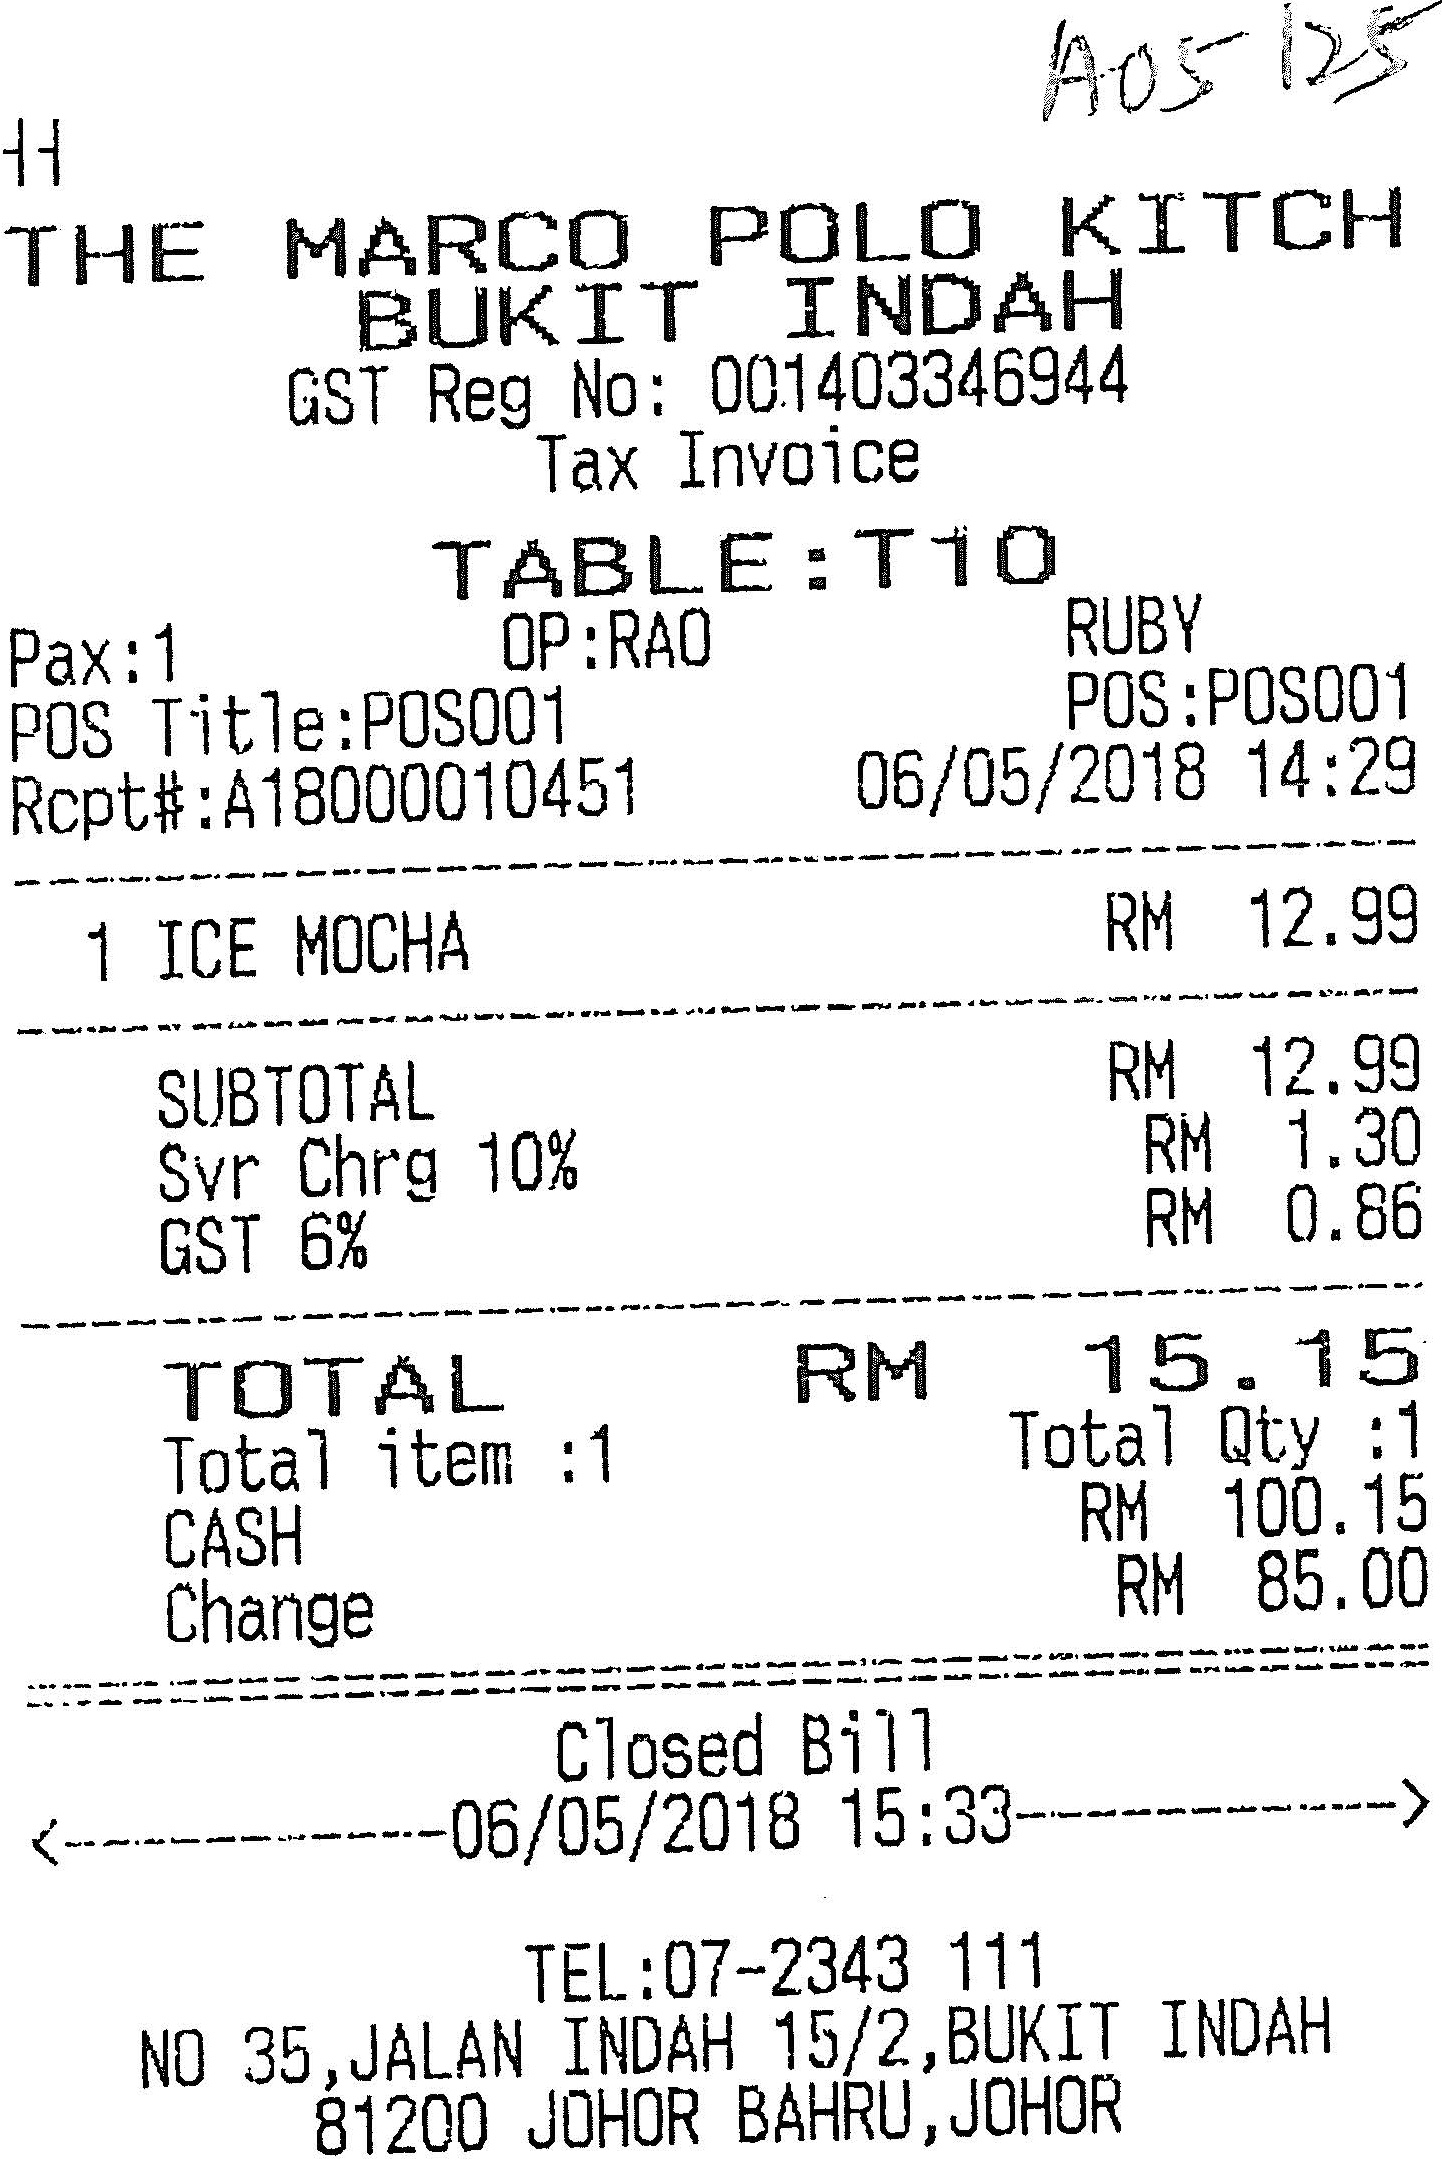 A05 125
THE MARCO POLO KITCH
BUKIT INDAH
GST Reg No: 001403346944
Tax Invoice
TABLE:T10
Pax:1 OP:RAO RUBY
POS Title:POS001 POS:POS001
Rcpt#:A18000010451 06/05/2018 14:29
1 ICE MOCHA RM 12.99
SUBTOTAL RM 12.99
Svr Chrg 10% RM 1.30
GST 6% RM 0.86
TOTAL RM 15.15
Total item :1 Total Qty :1
CASH RM 100.15
Change RM 85.00
Closed Bill
<-----------06/05/2018 15:33----------->
TEL:07-2343 111
NO 35,JALAN INDAH 15/2,BUKIT INDAH
81200 JOHOR BAHRU,JOHOR